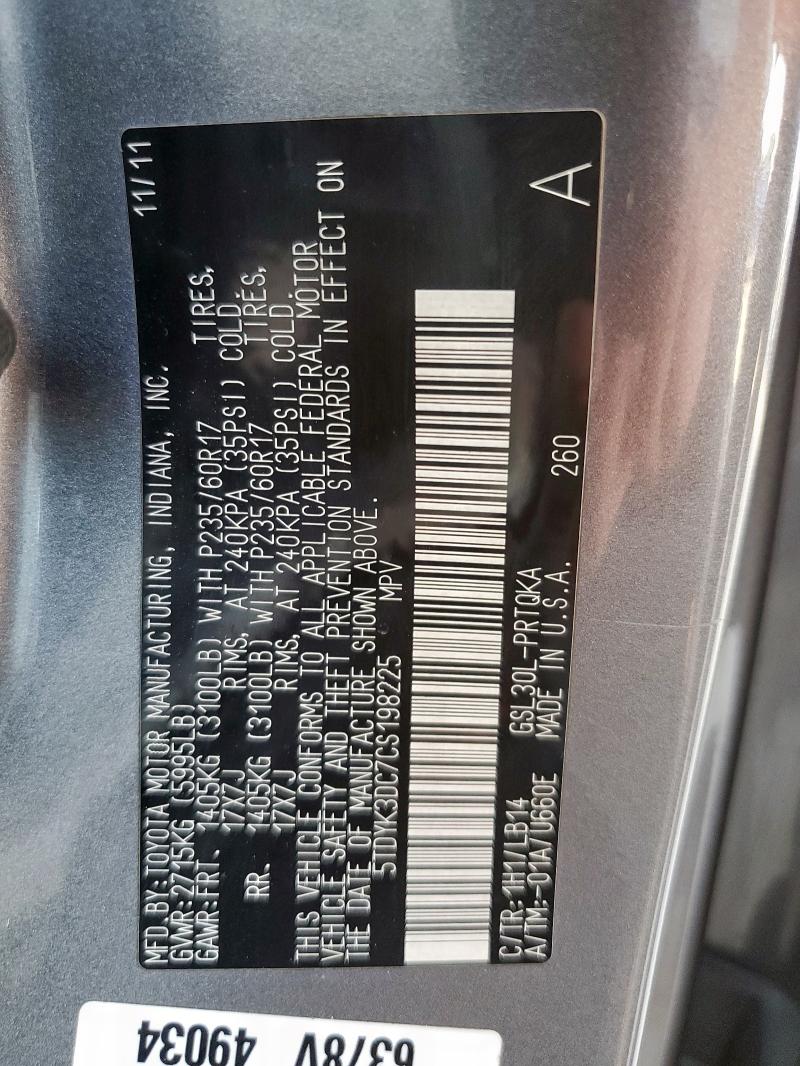 MFD BY: TOYOTA MOTOR MANUFACTURING, INDIANA, INC. 11/11
GVWR: 2715KG (5995LB)
GAWR: FRT. 1405KG (3100LB) WITH P235/60R17 TIRES,
17X7J RIMS, AT 240KPA (35PSI) COLD.
RR. 1405KG (3100LB) WITH P235/60R17 TIRES,
17X7J RIMS, AT 240KPA (35PSI) COLD.
THIS VEHICLE CONFORMS TO ALL APPLICABLE FEDERAL MOTOR
VEHICLE SAFETY AND THEFT PREVENTION STANDARDS IN EFFECT ON
THE DATE OF MANUFACTURE SHOWN ABOVE.
5TDYK3DC7CS198225 MPV
C/TR: 1H1/LB14 GSL30L-PRTQKA
A/TM: -01A/U660E MADE IN U.S.A. 260 A
49034
6378V